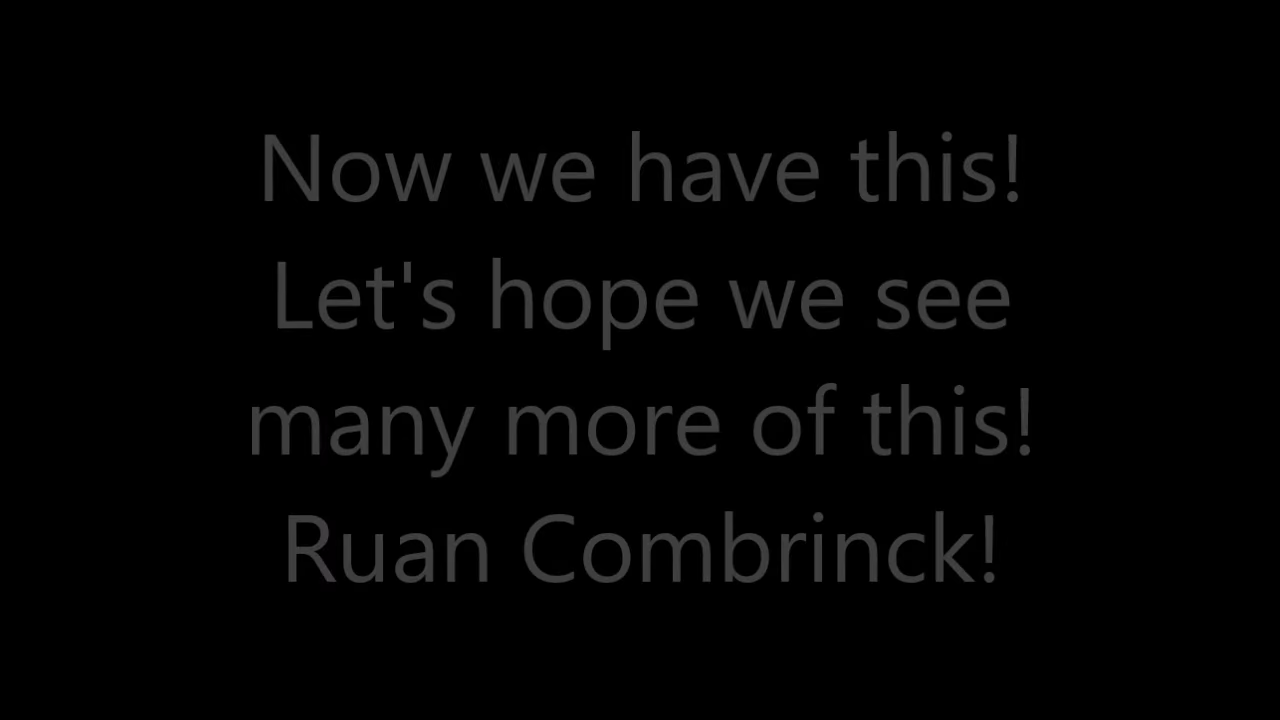 Now we have this!
Let's hope we see
many more of this!
Ruan Combrinck!